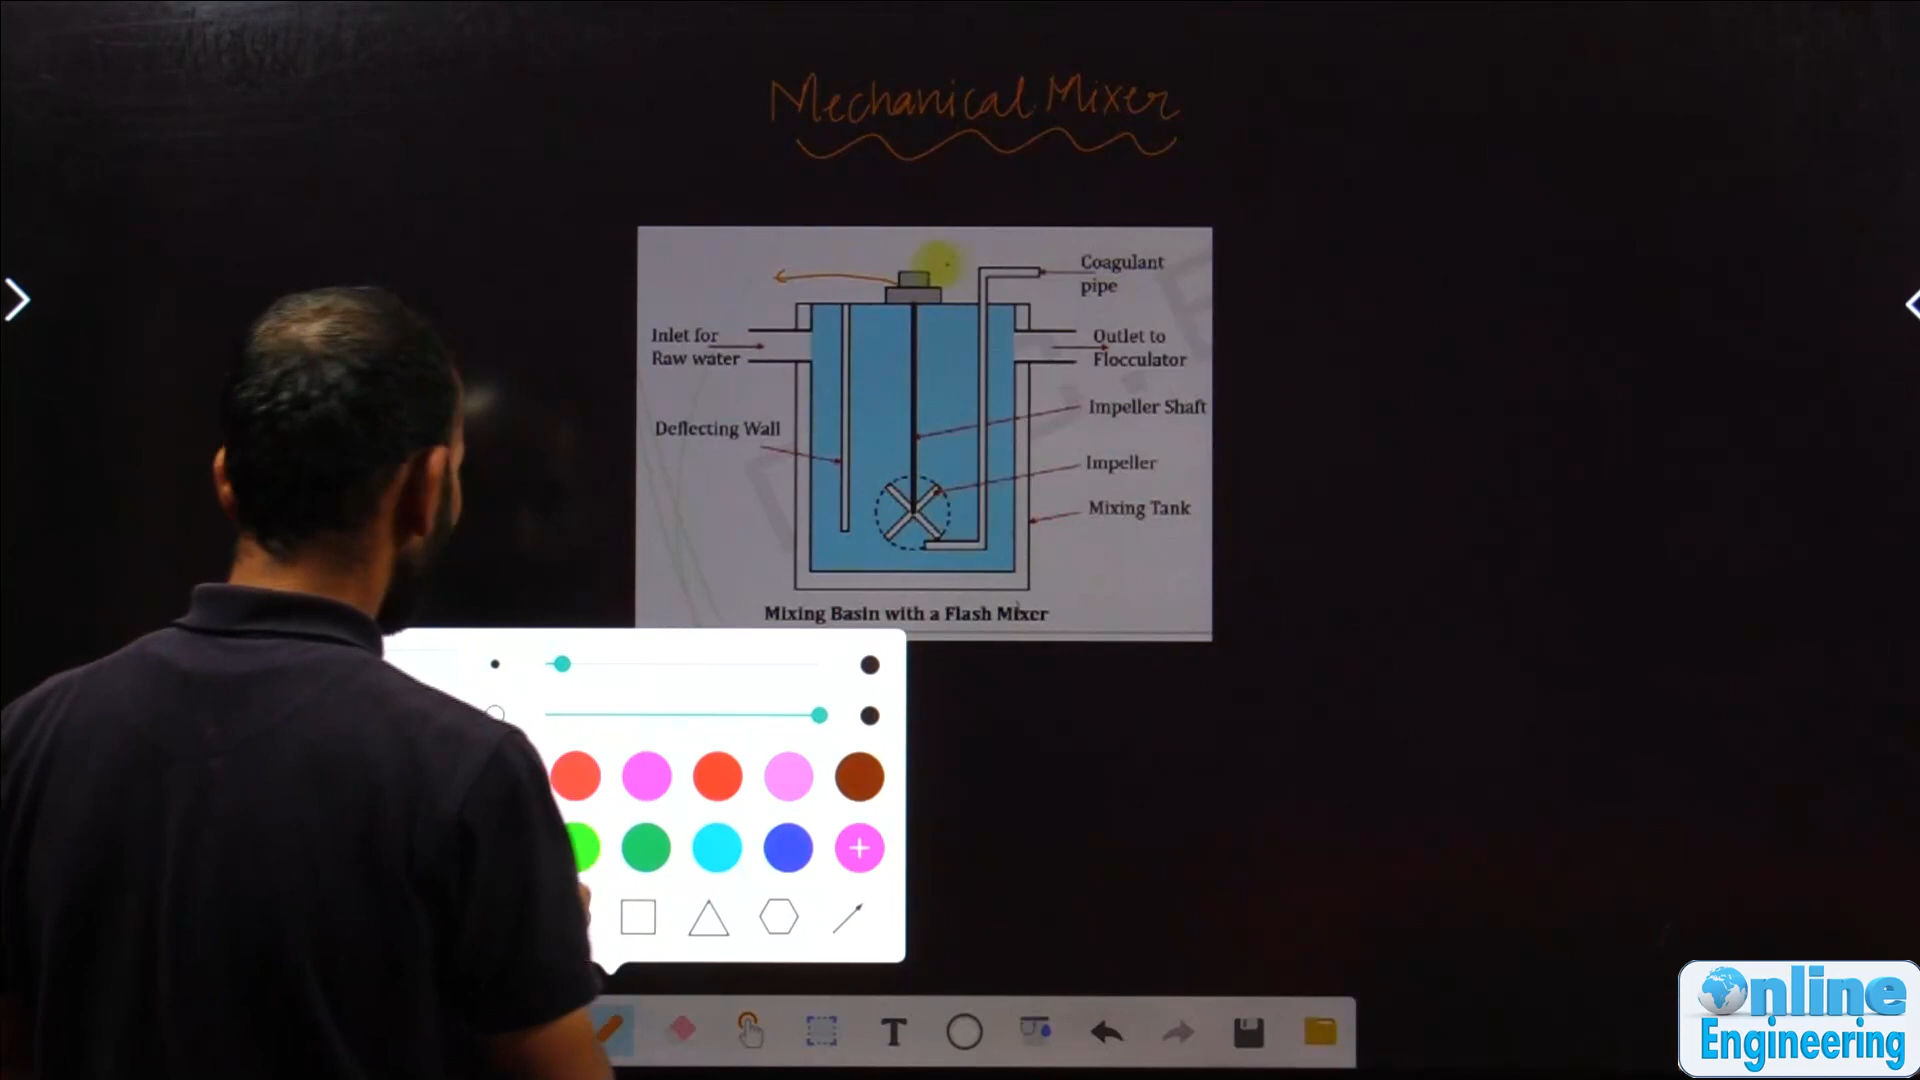 Mechanical Mixer
Coagulant
pipe
Inlet for
Raw water
Outlet to
Flocculator
Impeller Shaft
Deflecting Wall
Impeller
Mixing Tank
Mixing Basin with a Flash Mixer
T
Online
Engineering